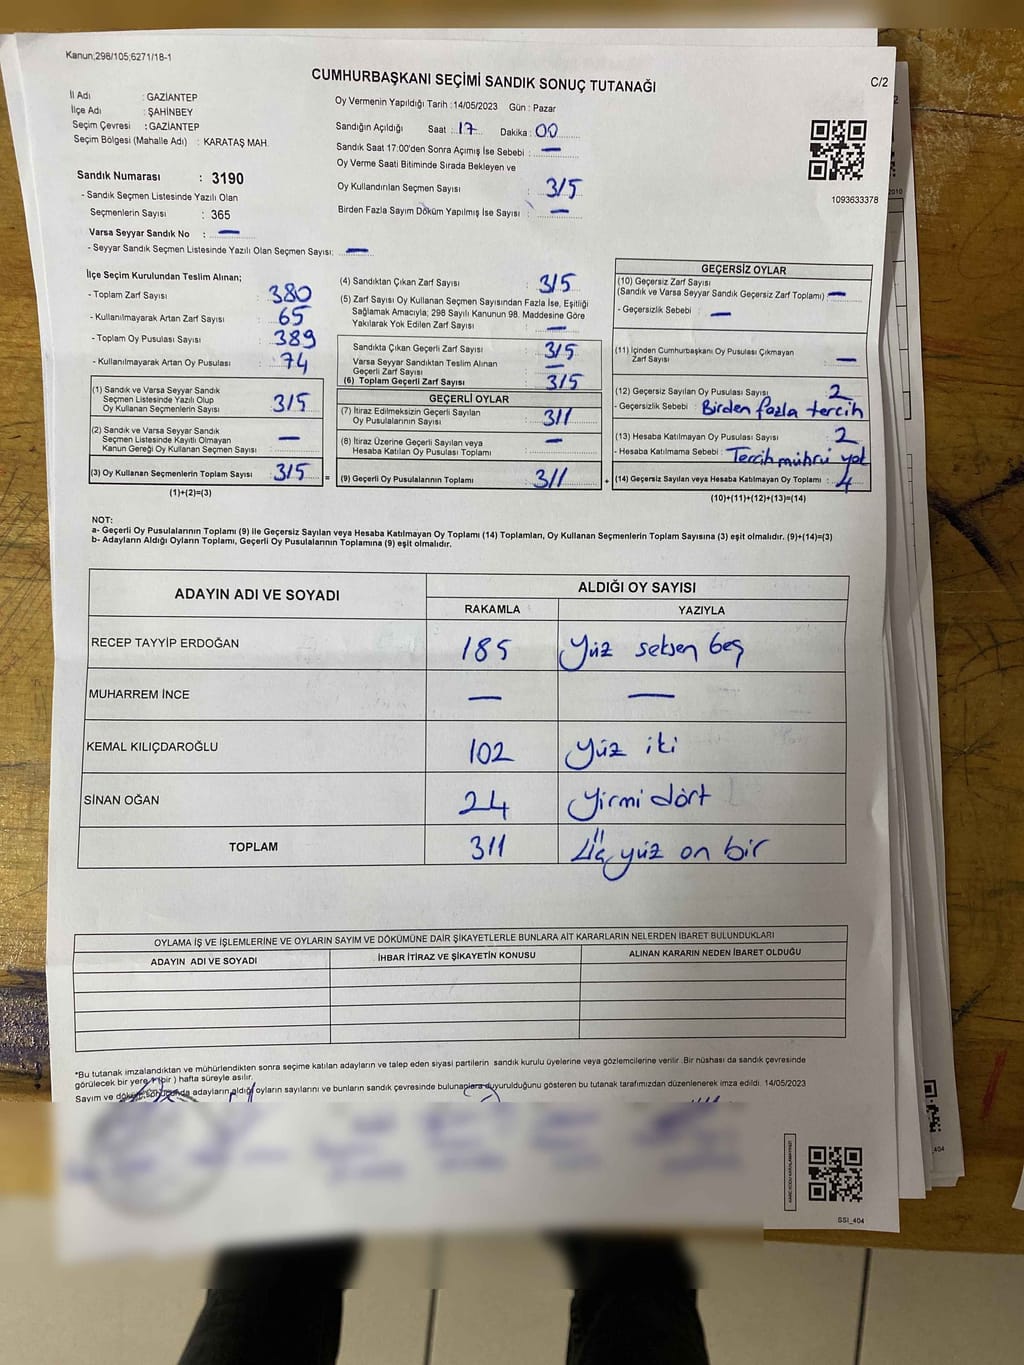 Kanun;298/105;6271/18-1
CUMHURBAŞKANI SEÇİMİ SANDIK SONUÇ TUTANAĞI
C/2
İl Adı : GAZİANTEP
İlçe Adı : ŞAHİNBEY
Seçim Çevresi : GAZİANTEP
Seçim Bölgesi (Mahalle Adı) : KARATAŞ MAH.
Sandık Numarası : 3190
- Sandık Seçmen Listesinde Yazılı Olan
Seçmenlerin Sayısı : 365
Varsa Seyyar Sandık No : —
- Seyyar Sandık Seçmen Listesinde Yazılı Olan Seçmen Sayısı; —
Oy Vermenin Yapıldığı Tarih : 14/05/2023 Gün : Pazar
Sandığın Açıldığı Saat : 17 Dakika : 00
Sandık Saat 17:00'den Sonra Açımış İse Sebebi : —
Oy Verme Saati Bitiminde Sırada Bekleyen ve
Oy Kullandırılan Seçmen Sayısı : 315
Birden Fazla Sayım Döküm Yapılmış İse Sayısı : —
1093633378
İlçe Seçim Kurulundan Teslim Alınan;
- Toplam Zarf Sayısı : 380
- Kullanılmayarak Artan Zarf Sayısı : 65
- Toplam Oy Pusulası Sayısı : 389
- Kullanılmayarak Artan Oy Pusulası : 74
(1) Sandık ve Varsa Seyyar Sandık
Seçmen Listesinde Yazılı Olup
Oy Kullanan Seçmenlerin Sayısı : 315
(2) Sandık ve Varsa Seyyar Sandık
Seçmen Listesinde Kayıtlı Olmayan
Kanun Gereği Oy Kullanan Seçmen Sayısı : —
(3) Oy Kullanan Seçmenlerin Toplam Sayısı : 315 =
(1)+(2)=(3)
(4) Sandıktan Çıkan Zarf Sayısı : 315
(5) Zarf Sayısı Oy Kullanan Seçmen Sayısından Fazla İse, Eşitliği
Sağlamak Amacıyla; 298 Sayılı Kanunun 98. Maddesine Göre
Yakılarak Yok Edilen Zarf Sayısı : —
Sandıkta Çıkan Geçerli Zarf Sayısı : 315
Varsa Seyyar Sandıktan Teslim Alınan
Geçerli Zarf Sayısı : —
(6) Toplam Geçerli Zarf Sayısı : 315
GEÇERLİ OYLAR
(7) İtiraz Edilmeksizin Geçerli Sayılan
Oy Pusulalarının Sayısı : 311
(8) İtiraz Üzerine Geçerli Sayılan veya
Hesaba Katılan Oy Pusulası Toplamı : —
(9) Geçerli Oy Pusulalarının Toplamı : 311 +
GEÇERSİZ OYLAR
(10) Geçersiz Zarf Sayısı
(Sandık ve Varsa Seyyar Sandık Geçersiz Zarf Toplamı) : —
- Geçersizlik Sebebi : —
(11) İçinden Cumhurbaşkanı Oy Pusulası Çıkmayan
Zarf Sayısı : —
(12) Geçersiz Sayılan Oy Pusulası Sayısı : 2
- Geçersizlik Sebebi : Birden fazla tercih
(13) Hesaba Katılmayan Oy Pusulası Sayısı : 2
- Hesaba Katılmama Sebebi : Tercih mührü yok
(14) Geçersiz Sayılan veya Hesaba Katılmayan Oy Toplamı : 4
(10)+(11)+(12)+(13)=(14)
NOT:
a- Geçerli Oy Pusulalarının Toplamı (9) ile Geçersiz Sayılan veya Hesaba Katılmayan Oy Toplamı (14) Toplamları, Oy Kullanan Seçmenlerin Toplam Sayısına (3) eşit olmalıdır. (9)+(14)=(3)
b- Adayların Aldığı Oyların Toplamı, Geçerli Oy Pusulalarının Toplamına (9) eşit olmalıdır.
ADAYIN ADI VE SOYADI ALDIĞI OY SAYISI
RAKAMLA YAZIYLA
RECEP TAYYİP ERDOĞAN 185 Yüz seksen beş
MUHARREM İNCE — —
KEMAL KILIÇDAROĞLU 102 Yüz iki
SİNAN OĞAN 24 Yirmi dört
TOPLAM 311 Üç yüz on bir
OYLAMA İŞ VE İŞLEMLERİNE VE OYLARIN SAYIM VE DÖKÜMÜNE DAİR ŞİKAYETLERLE BUNLARA AİT KARARLARIN NELERDEN İBARET BULUNDUKLARI
ADAYIN ADI VE SOYADI İHBAR İTİRAZ VE ŞİKAYETİN KONUSU ALINAN KARARIN NEDEN İBARET OLDUĞU
*Bu tutanak imzalandıktan ve mühürlendikten sonra seçime katılan adayların ve talep eden siyasi partilerin sandık kurulu üyelerine veya gözlemcilerine verilir. Bir nüshası da sandık çevresinde
görülecek bir yere (bir) hafta süreyle asılır.
Sayım ve döküm sonucunda adayların aldığı oyların sayılarını ve bunların sandık çevresinde bulunanlara duyurulduğunu gösteren bu tutanak tarafımızdan düzenlenerek imza edildi. 14/05/2023
SSI_404